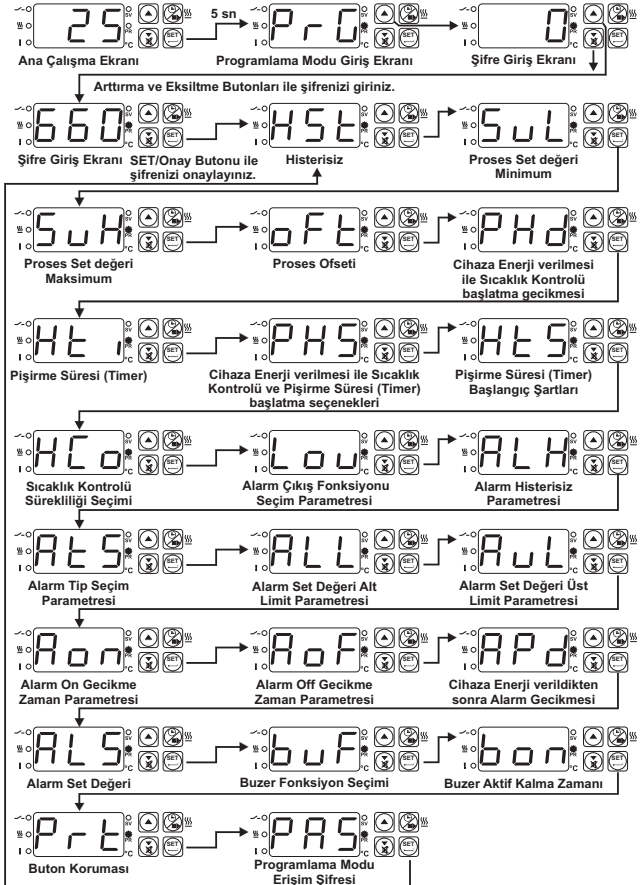 25
5 sn
PrG
0
Ana Çalışma Ekranı
Programlama Modu Giriş Ekranı
Şifre Giriş Ekranı
Arttırma ve Eksiltme Butonları ile şifrenizi giriniz.
560
HSt
SuL
Şifre Giriş Ekranı
SET/Onay Butonu ile
şifrenizi onaylayınız.
Histerisiz
Proses Set değeri
Minimum
SuH
oFt
PHd
Proses Set değeri
Maksimum
Proses Ofseti
Cihaza Enerji verilmesi
ile Sıcaklık Kontrolü
başlatma gecikmesi
Hti
PHS
HtS
Pişirme Süresi (Timer)
Cihaza Enerji verilmesi ile Sıcaklık
Kontrolü ve Pişirme Süresi (Timer)
başlatma seçenekleri
Pişirme Süresi (Timer)
Başlangıç Şartları
HCo
Lou
ALH
Sıcaklık Kontrolü
Sürekliliği Seçimi
Alarm Çıkış Fonksiyonu
Seçim Parametresi
Alarm Histerisiz
Parametresi
AtS
ALL
AuL
Alarm Tip Seçim
Parametresi
Alarm Set Değeri Alt
Limit Parametresi
Alarm Set Değeri Üst
Limit Parametresi
Aon
AoF
APd
Alarm On Gecikme
Zaman Parametresi
Alarm Off Gecikme
Zaman Parametresi
Cihaza Enerji verildikten
sonra Alarm Gecikmesi
ALS
buF
bon
Alarm Set Değeri
Buzer Fonksiyon Seçimi
Buzer Aktif Kalma Zamanı
Prt
PAS
Buton Koruması
Programlama Modu
Erişim Şifresi